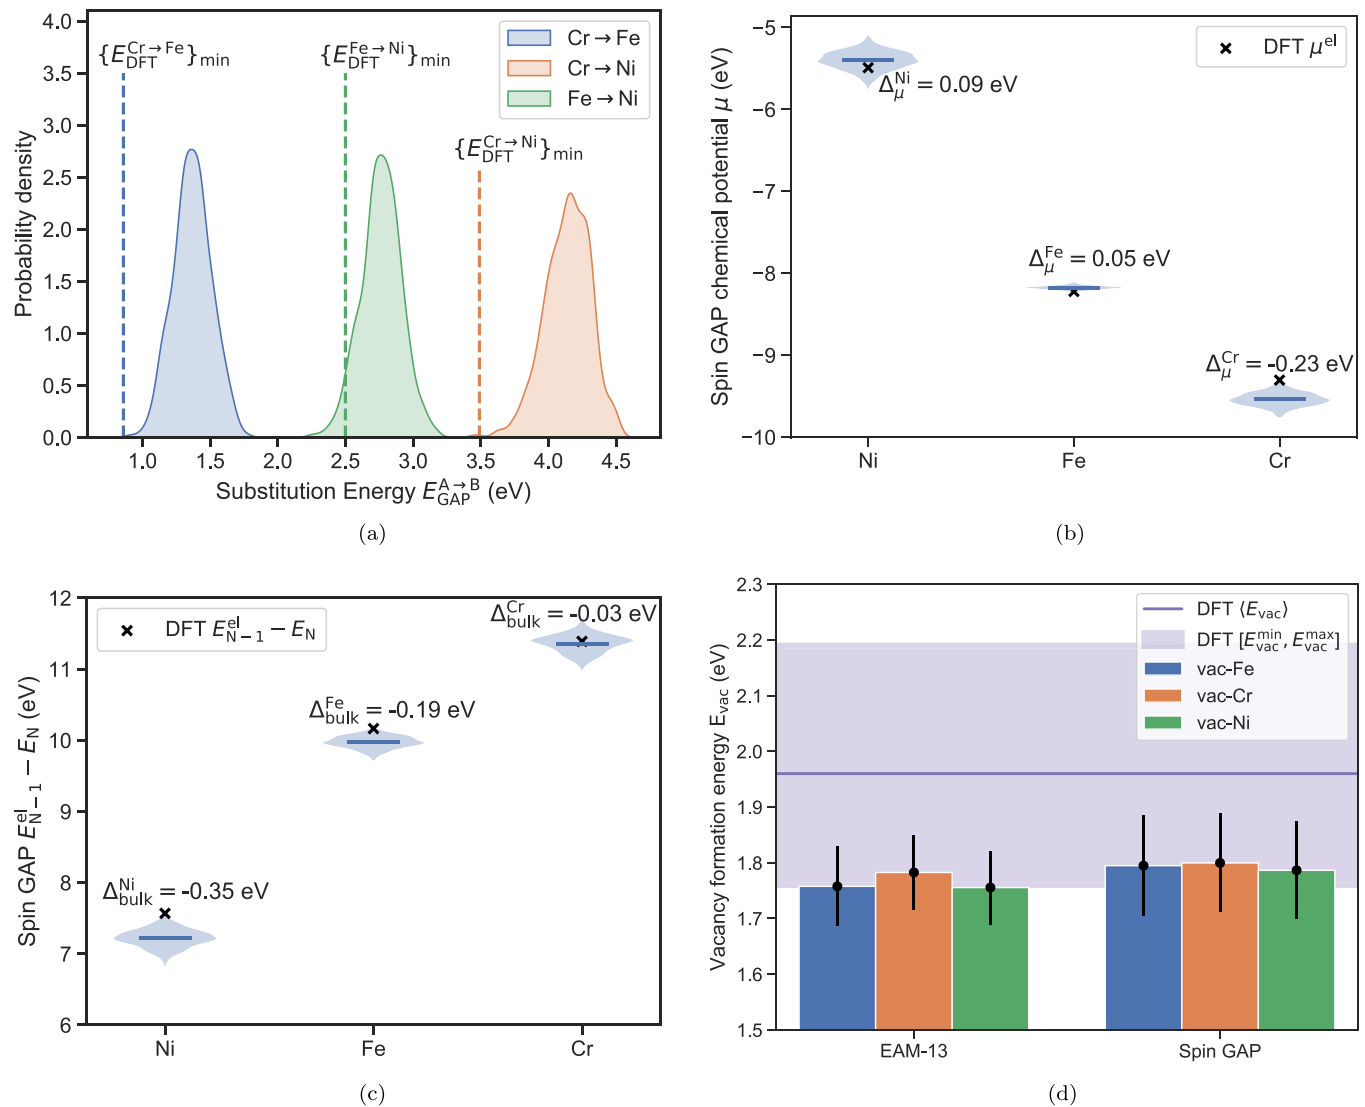 {E_DFT^Cr→Fe}_min
{E_DFT^Fe→Ni}_min
{E_DFT^Cr→Ni}_min
Cr→Fe
Cr→Ni
Fe→Ni
Probability density
4.0
3.5
3.0
2.5
2.0
1.5
1.0
0.5
0.0
1.0 1.5 2.0 2.5 3.0 3.5 4.0 4.5
Substitution Energy E_GAP^A→B (eV)
(a)
Spin GAP chemical potential μ (eV)
−5
−6
−7
−8
−9
−10
DFT μ^el
Δ_μ^Ni = 0.09 eV
Δ_μ^Fe = 0.05 eV
Δ_μ^Cr = -0.23 eV
Ni Fe Cr
(b)
Spin GAP E_N−1^el − E_N (eV)
12
11
10
9
8
7
6
DFT E_N−1^el − E_N
Δ_bulk^Cr = -0.03 eV
Δ_bulk^Fe = -0.19 eV
Δ_bulk^Ni = -0.35 eV
Ni Fe Cr
(c)
Vacancy formation energy E_vac (eV)
2.3
2.2
2.1
2.0
1.9
1.8
1.7
1.6
1.5
DFT ⟨E_vac⟩
DFT [E_vac^min, E_vac^max]
vac-Fe
vac-Cr
vac-Ni
EAM-13 Spin GAP
(d)